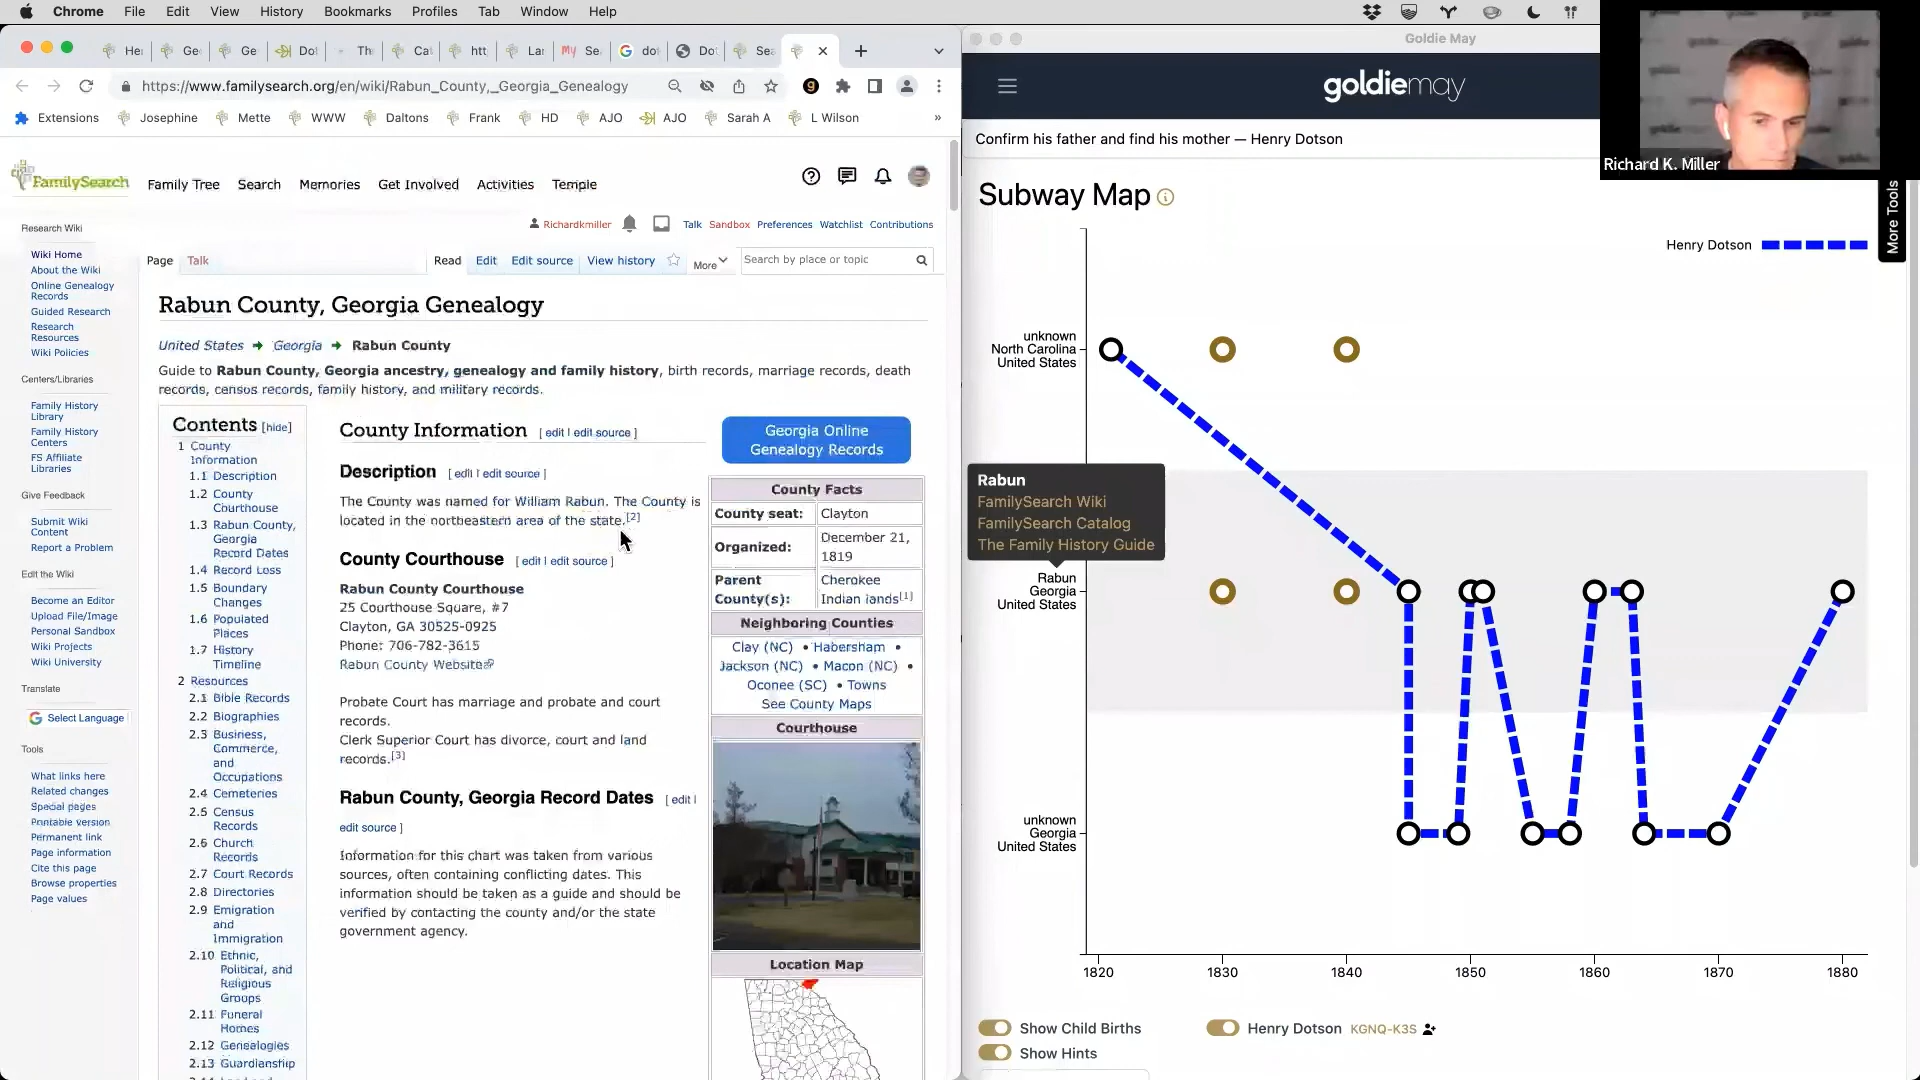 Chrome File Edit View History Bookmarks Profiles Tab Window Help
He Ge Ge Do Th Ca htt Lar My Se do Dot Sea
https://www.familysearch.org/en/wiki/Rabun_County,_Georgia_Genealogy
Extensions Josephine Mette WWW Daltons Frank HD AJO AJO Sarah A L Wilson »
FamilySearch Family Tree Search Memories Get Involved Activities Temple
Richardkmiller Talk Sandbox Preferences Watchlist Contributions
Page Talk Read Edit Edit source View history More Search by place or topic
Research Wiki
Wiki Home
About the Wiki
Online Genealogy
Records
Guided Research
Research
Resources
Wiki Policies
Centers/Libraries
Family History
Library
Family History
Centers
FS Affiliate
Libraries
Give Feedback
Submit Wiki
Content
Report a Problem
Edit the Wiki
Become an Editor
Upload File/Image
Personal Sandbox
Wiki Projects
Wiki University
Translate
Select Language
Tools
What links here
Related changes
Special pages
Printable version
Permanent link
Page information
Cite this page
Browse properties
Page values
Rabun County, Georgia Genealogy
United States Georgia Rabun County
Guide to Rabun County, Georgia ancestry, genealogy and family history, birth records, marriage records, death
records, census records, family history, and military records.
Contents [hide]
1 County
Information
1.1 Description
1.2 County
Courthouse
1.3 Rabun County,
Georgia
Record Dates
1.4 Record Loss
1.5 Boundary
Changes
1.6 Populated
Places
1.7 History
Timeline
2 Resources
2.1 Bible Records
2.2 Biographies
2.3 Business,
Commerce,
and
Occupations
2.4 Cemeteries
2.5 Census
Records
2.6 Church
Records
2.7 Court Records
2.8 Directories
2.9 Emigration
and
Immigration
2.10 Ethnic,
Political, and
Religious
Groups
2.11 Funeral
Homes
2.12 Genealogies
2.13 Guardianship
County Information [ edit | edit source ]
Description [ edit | edit source ]
The County was named for William Rabun. The County is
located in the northeastern area of the state.[2]
County Courthouse [ edit | edit source ]
Rabun County Courthouse
25 Courthouse Square, #7
Clayton, GA 30525-0925
Phone: 706-782-3615
Rabun County Website
Probate Court has marriage and probate and court
records.
Clerk Superior Court has divorce, court and land
records.[3]
Rabun County, Georgia Record Dates [ edit |
edit source ]
Information for this chart was taken from various
sources, often containing conflicting dates. This
information should be taken as a guide and should be
verified by contacting the county and/or the state
government agency.
Georgia Online
Genealogy Records
County Facts
County seat: Clayton
Organized: December 21,
1819
Parent Cherokee
County(s): Indian lands[1]
Neighboring Counties
Clay (NC) • Habersham •
Jackson (NC) • Macon (NC) •
Oconee (SC) • Towns
See County Maps
Courthouse
Location Map
Goldie May
goldiemay
Confirm his father and find his mother — Henry Dotson
Richard K. Miller
More Tools
Subway Map
Henry Dotson
unknown
North Carolina
United States
Rabun
FamilySearch Wiki
FamilySearch Catalog
The Family History Guide
Rabun
Georgia
United States
unknown
Georgia
United States
1820 1830 1840 1850 1860 1870 1880
Show Child Births Henry Dotson KGNQ-K3S
Show Hints